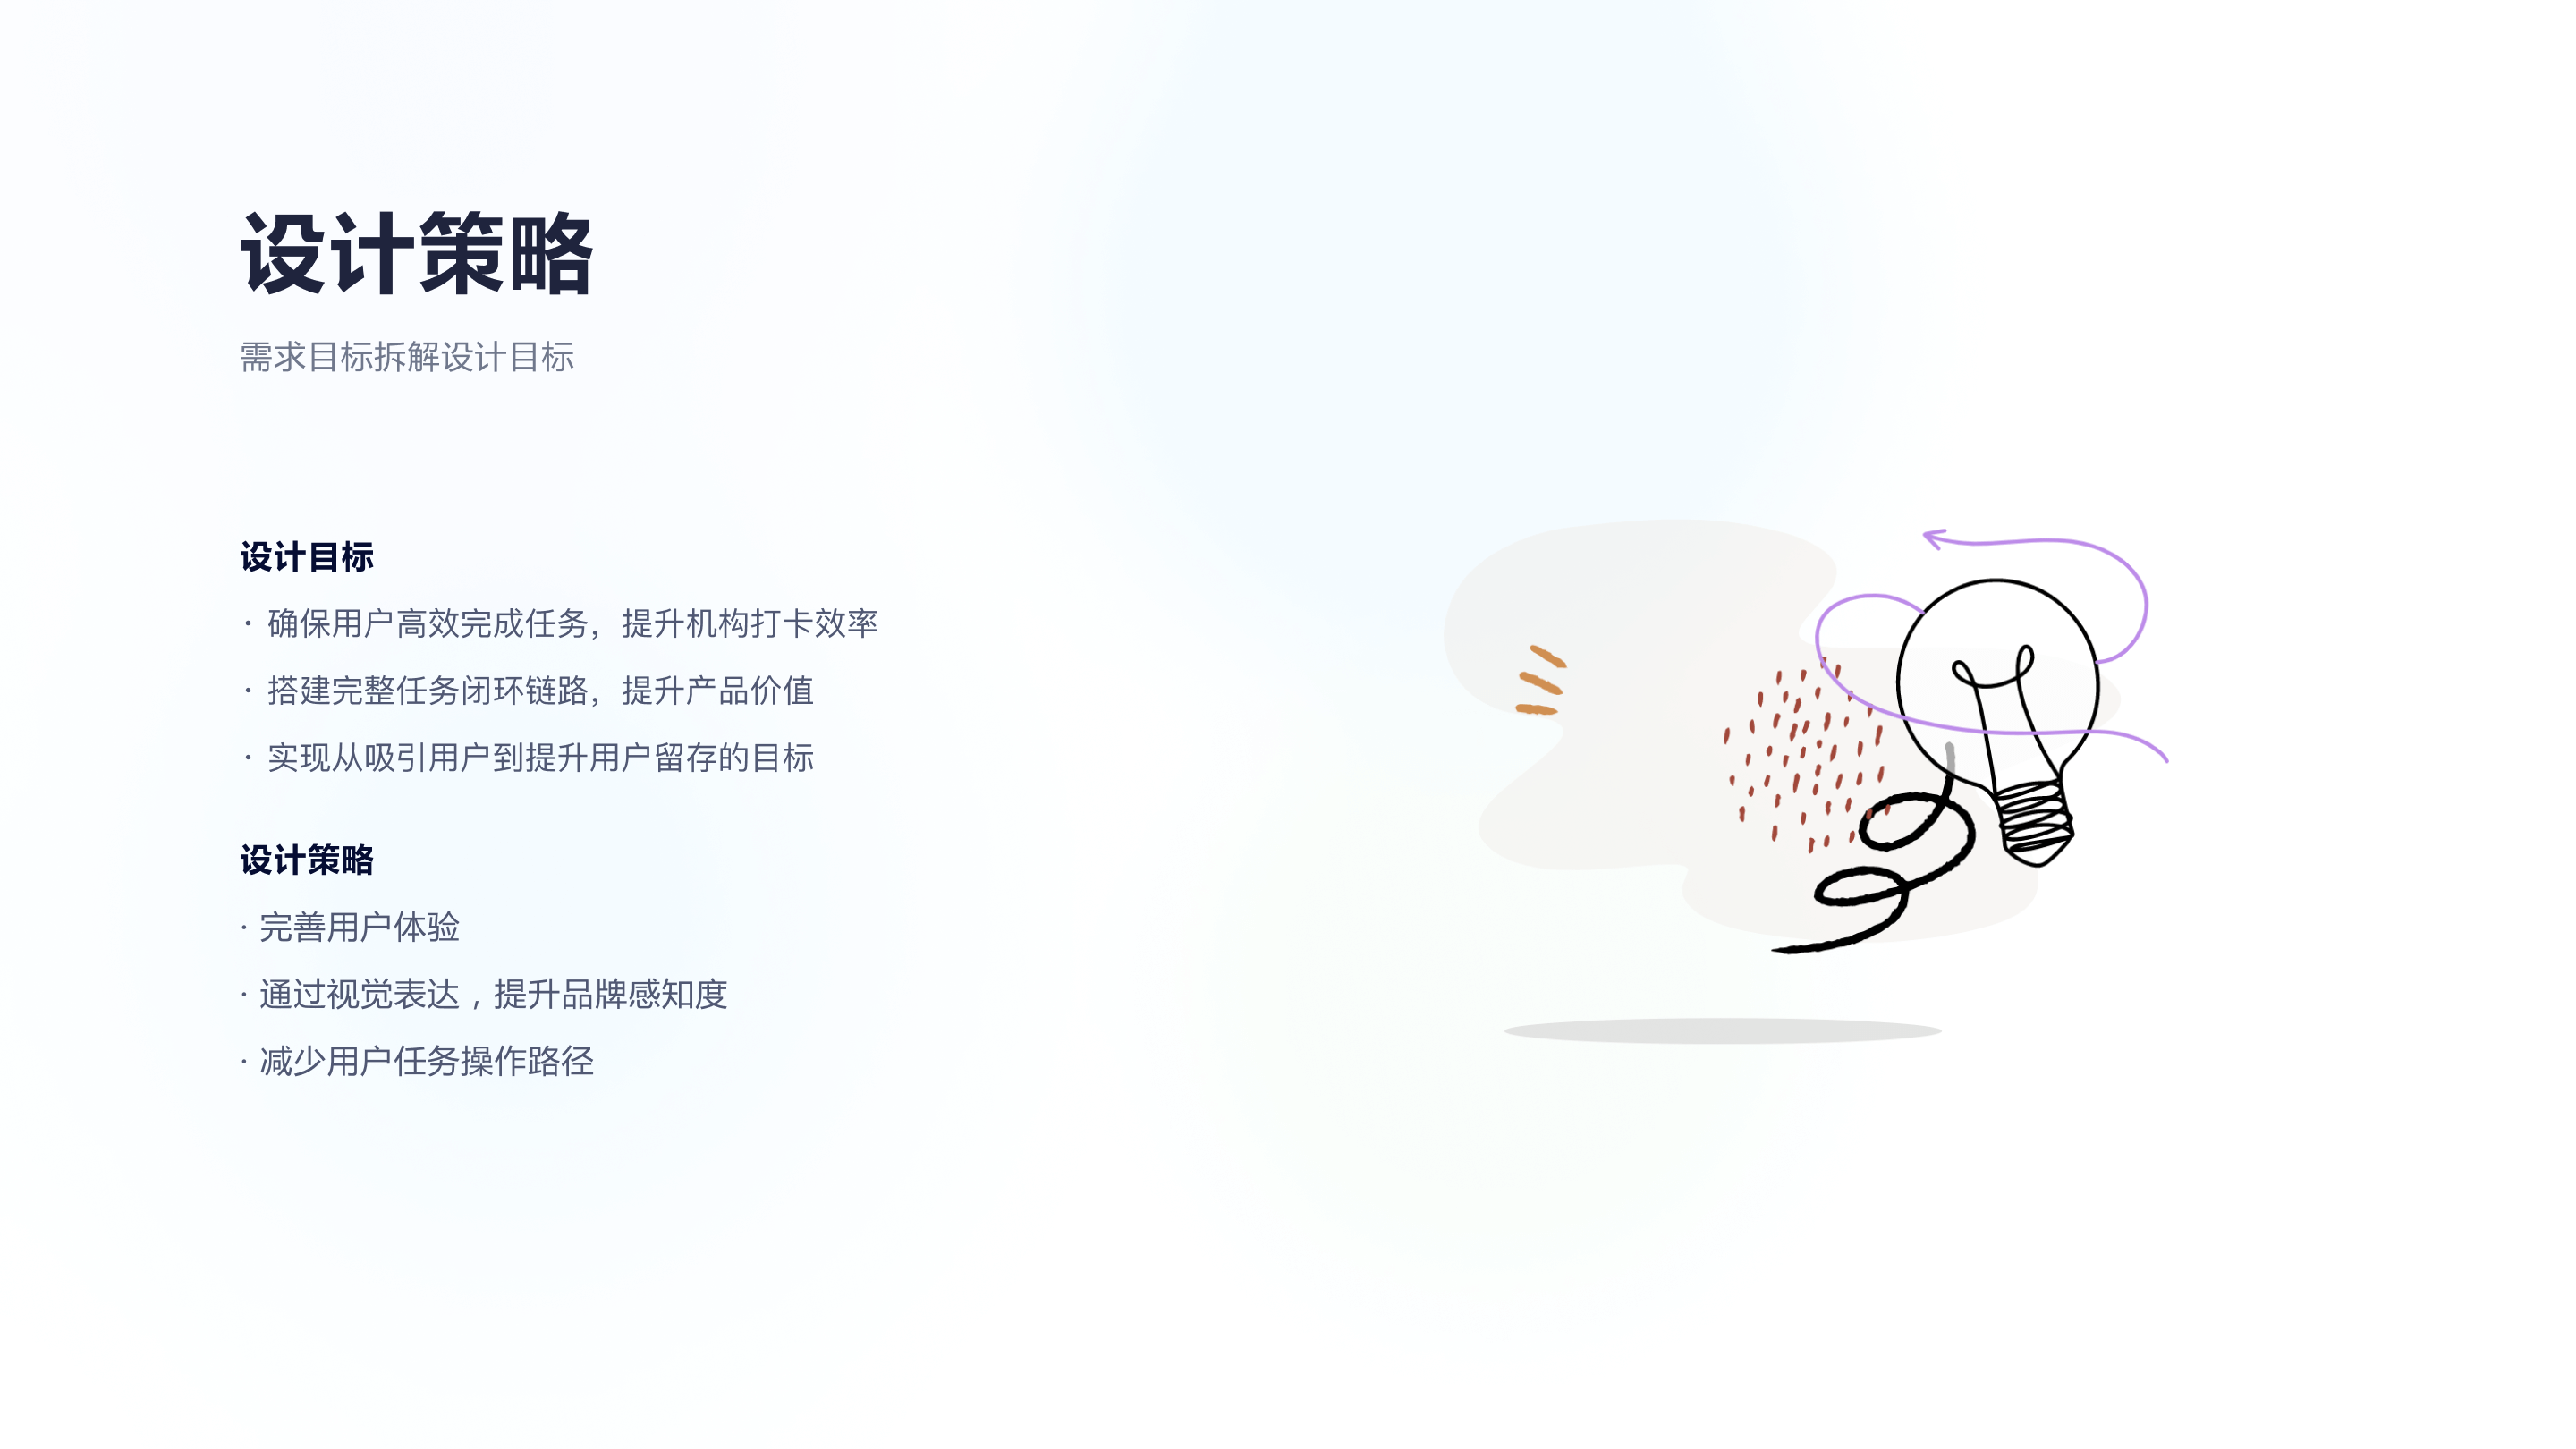 设计策略
需求目标拆解设计目标
设计目标
· 确保用户高效完成任务，提升机构打卡效率
· 搭建完整任务闭环链路，提升产品价值
· 实现从吸引用户到提升用户留存的目标
设计策略
· 完善用户体验
· 通过视觉表达，提升品牌感知度
· 减少用户任务操作路径